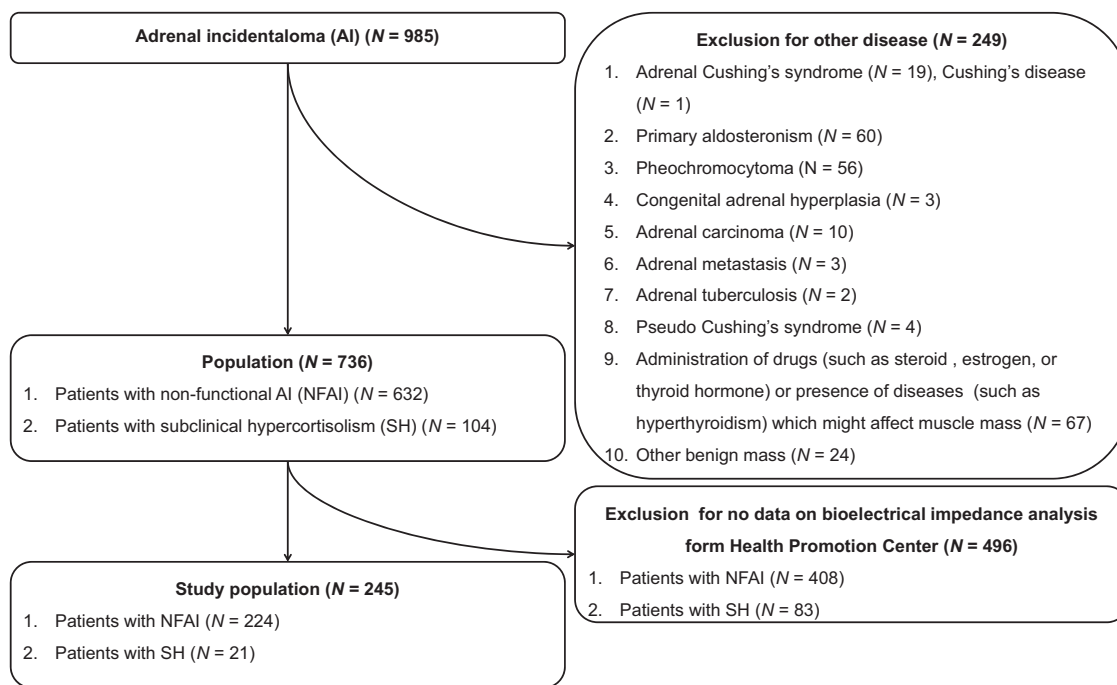 Adrenal incidentaloma (AI) (N = 985)
Exclusion for other disease (N = 249)
1. Adrenal Cushing's syndrome (N = 19), Cushing's disease
(N = 1)
2. Primary aldosteronism (N = 60)
3. Pheochromocytoma (N = 56)
4. Congenital adrenal hyperplasia (N = 3)
5. Adrenal carcinoma (N = 10)
6. Adrenal metastasis (N = 3)
7. Adrenal tuberculosis (N = 2)
8. Pseudo Cushing's syndrome (N = 4)
9. Administration of drugs (such as steroid , estrogen, or
thyroid hormone) or presence of diseases (such as
hyperthyroidism) which might affect muscle mass (N = 67)
10. Other benign mass (N = 24)
Population (N = 736)
1. Patients with non-functional AI (NFAI) (N = 632)
2. Patients with subclinical hypercortisolism (SH) (N = 104)
Exclusion for no data on bioelectrical impedance analysis
form Health Promotion Center (N = 496)
1. Patients with NFAI (N = 408)
2. Patients with SH (N = 83)
Study population (N = 245)
1. Patients with NFAI (N = 224)
2. Patients with SH (N = 21)